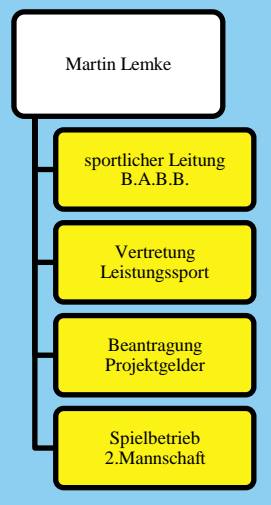 Martin Lemke
sportlicher Leitung
B.A.B.B.
Vertretung
Leistungssport
Beantragung
Projektgelder
Spielbetrieb
2.Mannschaft